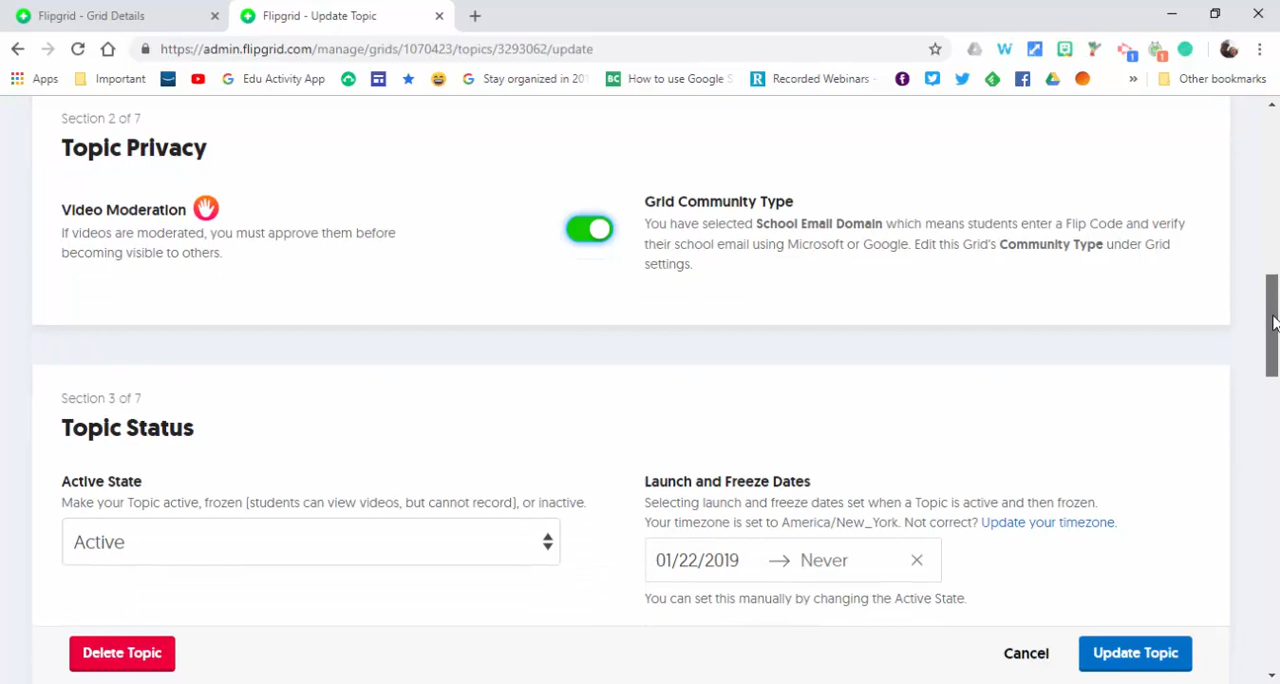 Flipgrid - Grid Details
Flipgrid - Update Topic
https://admin.flipgrid.com/manage/grids/1070423/topics/3293062/update
Apps
Important
Edu Activity App
Stay organized in 201
BC
How to use Google S
R
Recorded Webinars -
»
Other bookmarks
Section 2 of 7
Topic Privacy
Video Moderation
If videos are moderated, you must approve them before
becoming visible to others.
Grid Community Type
You have selected School Email Domain which means students enter a Flip Code and verify
their school email using Microsoft or Google. Edit this Grid's Community Type under Grid
settings.
Section 3 of 7
Topic Status
Active State
Make your Topic active, frozen (students can view videos, but cannot record), or inactive.
Active
Launch and Freeze Dates
Selecting launch and freeze dates set when a Topic is active and then frozen.
Your timezone is set to America/New_York. Not correct? Update your timezone.
01/22/2019 → Never
You can set this manually by changing the Active State.
Delete Topic
Cancel
Update Topic